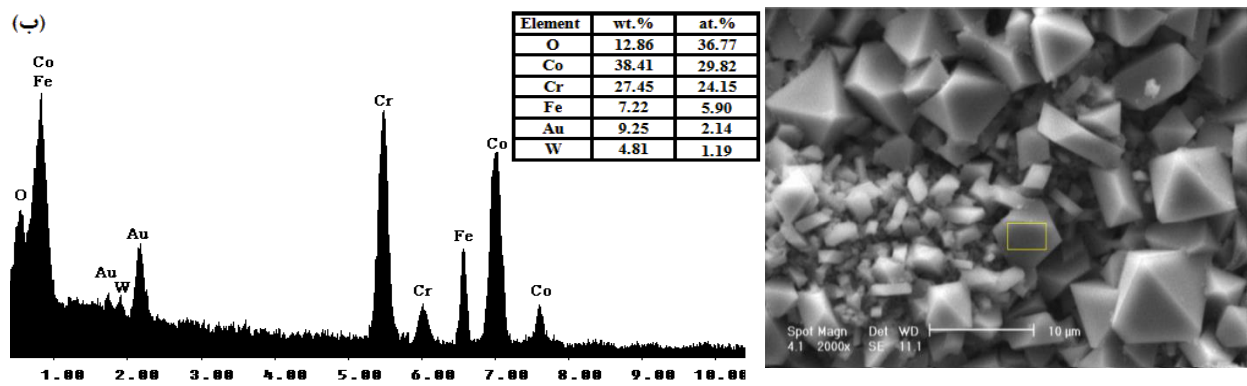 (ب)
Element wt.% at.%
O 12.86 36.77
Co 38.41 29.82
Cr 27.45 24.15
Fe 7.22 5.90
Au 9.25 2.14
W 4.81 1.19
Co
Fe
O
Au
W
Au
Cr
Cr
Fe
Co
Co
1.00 2.00 3.00 4.00 5.00 6.00 7.00 8.00 9.00 10.00
Spot Magn Det WD 10 µm
4.1 2000x SE 11.1